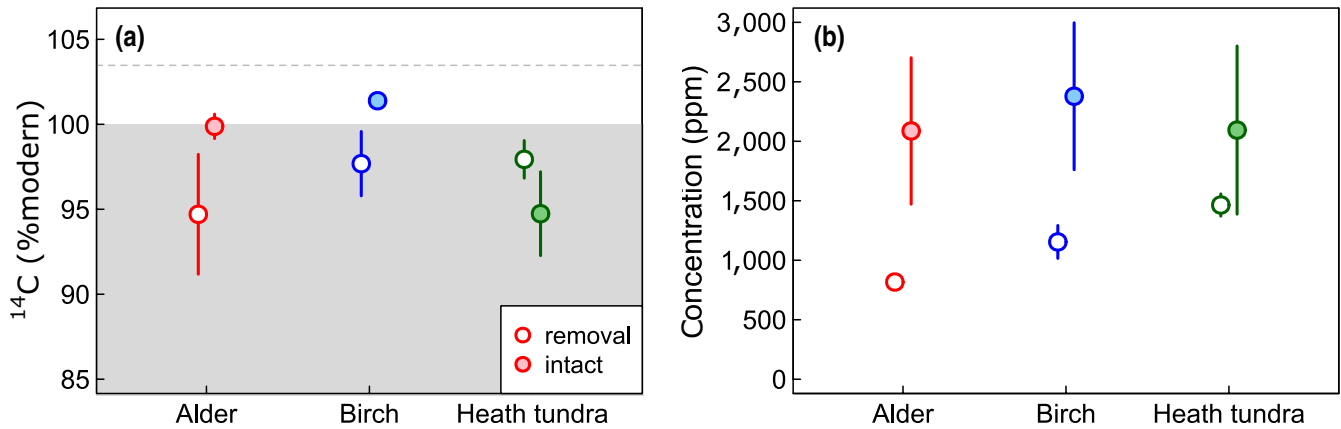 (a)
105
100
95
90
85
¹⁴C (%modern)
Alder Birch Heath tundra
removal
intact
(b)
3,000
2,500
2,000
1,500
1,000
500
0
Concentration (ppm)
Alder Birch Heath tundra